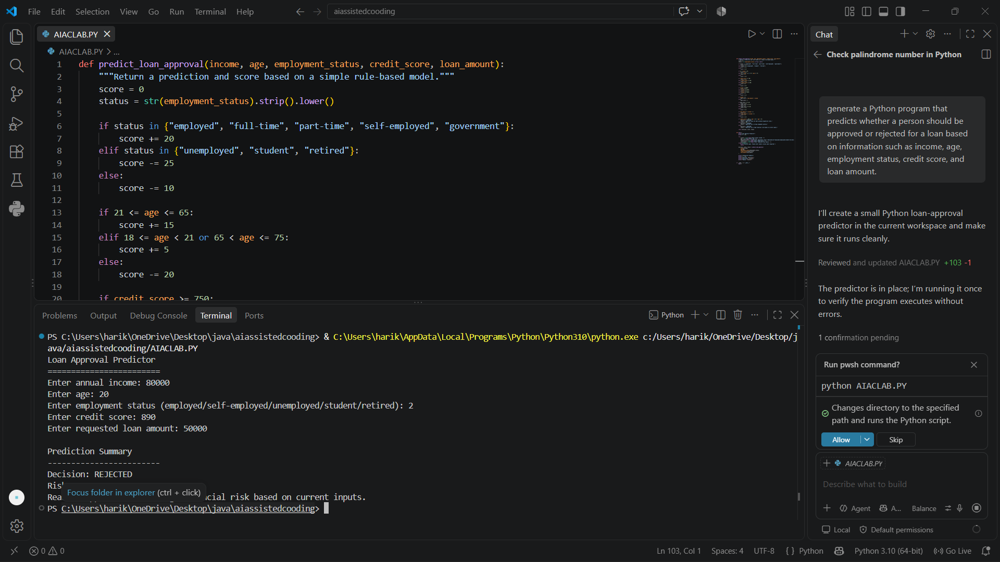 File Edit Selection View Go Run Terminal Help
aiassistedcooding
AIACLAB.PY
AIACLAB.PY > ...
1 def predict_loan_approval(income, age, employment_status, credit_score, loan_amount):
2 """Return a prediction and score based on a simple rule-based model."""
3 score = 0
4 status = str(employment_status).strip().lower()
5
6 if status in {"employed", "full-time", "part-time", "self-employed", "government"}:
7 score += 20
8 elif status in {"unemployed", "student", "retired"}:
9 score -= 25
10 else:
11 score -= 10
12
13 if 21 <= age <= 65:
14 score += 15
15 elif 18 <= age < 21 or 65 < age <= 75:
16 score += 5
17 else:
18 score -= 20
19
20 if credit_score >= 750:
Problems Output Debug Console Terminal Ports
Python
PS C:\Users\harik\OneDrive\Desktop\java\aiassistedcooding> & C:\Users\harik\AppData\Local\Programs\Python\Python310\python.exe c:/Users/harik/OneDrive/Desktop/j
ava/aiassistedcooding/AIACLAB.PY
Loan Approval Predictor
========================
Enter annual income: 80000
Enter age: 20
Enter employment status (employed/self-employed/unemployed/student/retired): 2
Enter credit score: 890
Enter requested loan amount: 50000
Prediction Summary
------------------------
Decision: REJECTED
Focus folder in explorer (ctrl + click)
risk based on current inputs.
PS C:\Users\harik\OneDrive\Desktop\java\aiassistedcooding>
Chat
Check palindrome number in Python
generate a Python program that
predicts whether a person should be
approved or rejected for a loan based
on information such as income, age,
employment status, credit score, and
loan amount.
I'll create a small Python loan-approval
predictor in the current workspace and make
sure it runs cleanly.
Reviewed and updated AIACLAB.PY +103 -1
The predictor is in place; I'm running it once
to verify the program executes without
errors.
1 confirmation pending
Run pwsh command?
python AIACLAB.PY
Changes directory to the specified
path and runs the Python script.
Allow Skip
AIACLAB.PY
Describe what to build
Agent A... Balance
Local Default permissions
0 0
Ln 103, Col 1 Spaces: 4 UTF-8 { } Python Python 3.10 (64-bit) Go Live